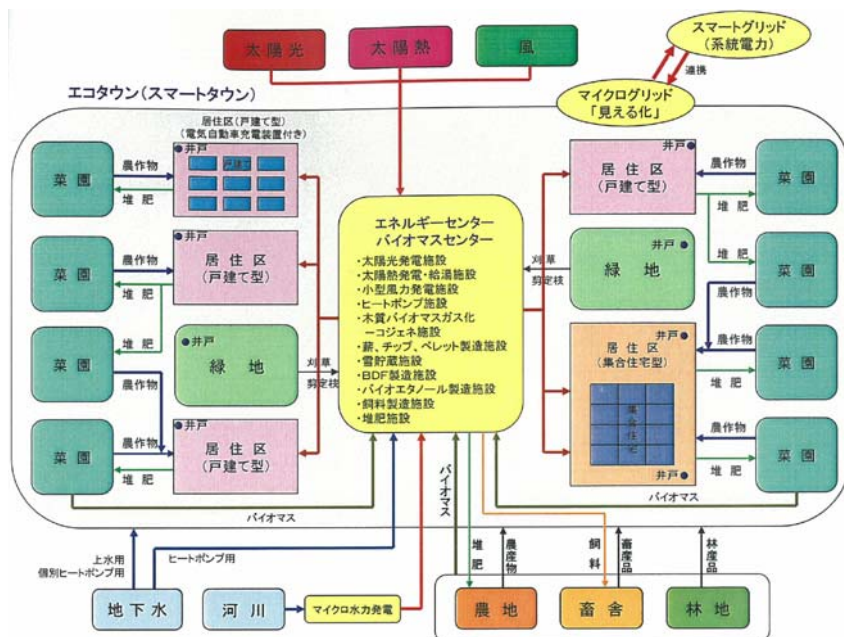 太陽光
太陽熱
風
スマートグリッド
(系統電力)
連携
マイクログリッド
「見える化」
エコタウン(スマートタウン)
居住区(戸建て型)
(電気自動車充電装置付き)
井戸
戸建て
菜園
農作物
堆肥
井戸
居住区
(戸建て型)
菜園
農作物
堆肥
菜園
井戸
緑地
刈草
剪定枝
農作物
菜園
農作物
堆肥
井戸
居住区
(戸建て型)
バイオマス
エネルギーセンター
バイオマスセンター
・太陽光発電施設
・太陽熱発電・給湯施設
・小型風力発電施設
・ヒートポンプ施設
・木質バイオマスガス化
ーコジェネ施設
・薪、チップ、ペレット製造施設
・雪貯蔵施設
・BDF製造施設
・バイオエタノール製造施設
・飼料製造施設
・堆肥施設
井戸
居住区
(戸建て型)
農作物
堆肥
菜園
刈草
剪定枝
井戸
緑地
菜園
農作物
井戸
居住区
(集合住宅型)
集合住宅
井戸
農作物
堆肥
菜園
農作物
堆肥
菜園
バイオマス
上水用
個別ヒートポンプ用
ヒートポンプ用
バイオマス
堆肥
農産物
飼料
畜産品
林産品
地下水
河川
マイクロ水力発電
農地
畜舎
林地